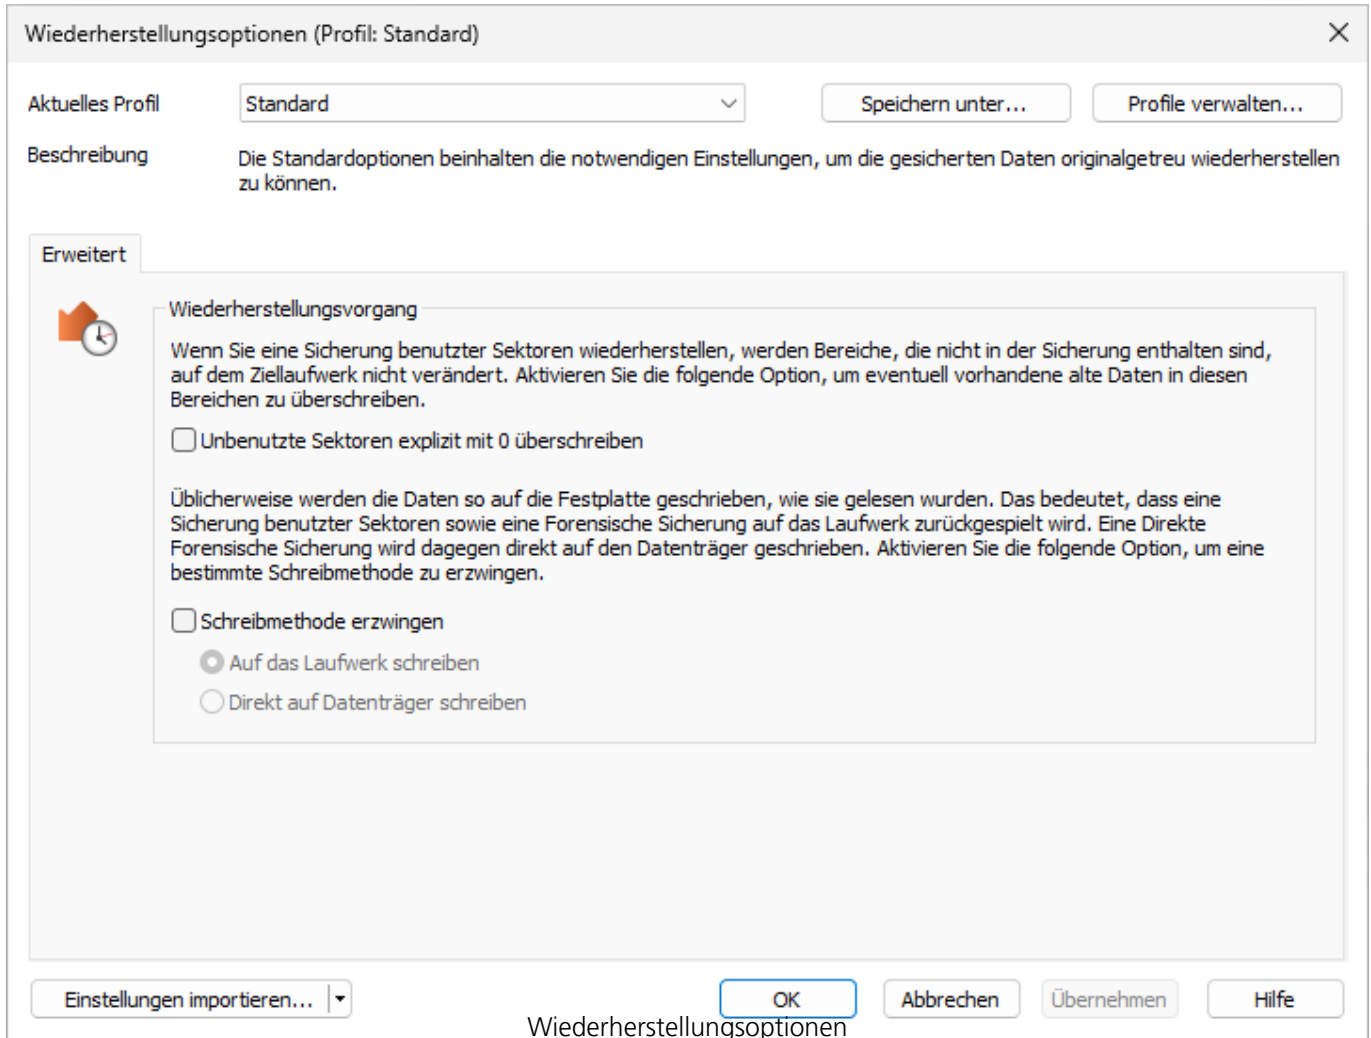 Wiederherstellungsoptionen (Profil: Standard)
Aktuelles Profil
Standard
Speichern unter...
Profile verwalten...
Beschreibung
Die Standardoptionen beinhalten die notwendigen Einstellungen, um die gesicherten Daten originalgetreu wiederherstellen
zu können.
Erweitert
Wiederherstellungsvorgang
Wenn Sie eine Sicherung benutzter Sektoren wiederherstellen, werden Bereiche, die nicht in der Sicherung enthalten sind,
auf dem Ziellaufwerk nicht verändert. Aktivieren Sie die folgende Option, um eventuell vorhandene alte Daten in diesen
Bereichen zu überschreiben.
Unbenutzte Sektoren explizit mit 0 überschreiben
Üblicherweise werden die Daten so auf die Festplatte geschrieben, wie sie gelesen wurden. Das bedeutet, dass eine
Sicherung benutzter Sektoren sowie eine Forensische Sicherung auf das Laufwerk zurückgespielt wird. Eine Direkte
Forensische Sicherung wird dagegen direkt auf den Datenträger geschrieben. Aktivieren Sie die folgende Option, um eine
bestimmte Schreibmethode zu erzwingen.
Schreibmethode erzwingen
Auf das Laufwerk schreiben
Direkt auf Datenträger schreiben
Einstellungen importieren...
OK
Abbrechen
Übernehmen
Hilfe
Wiederherstellungsoptionen